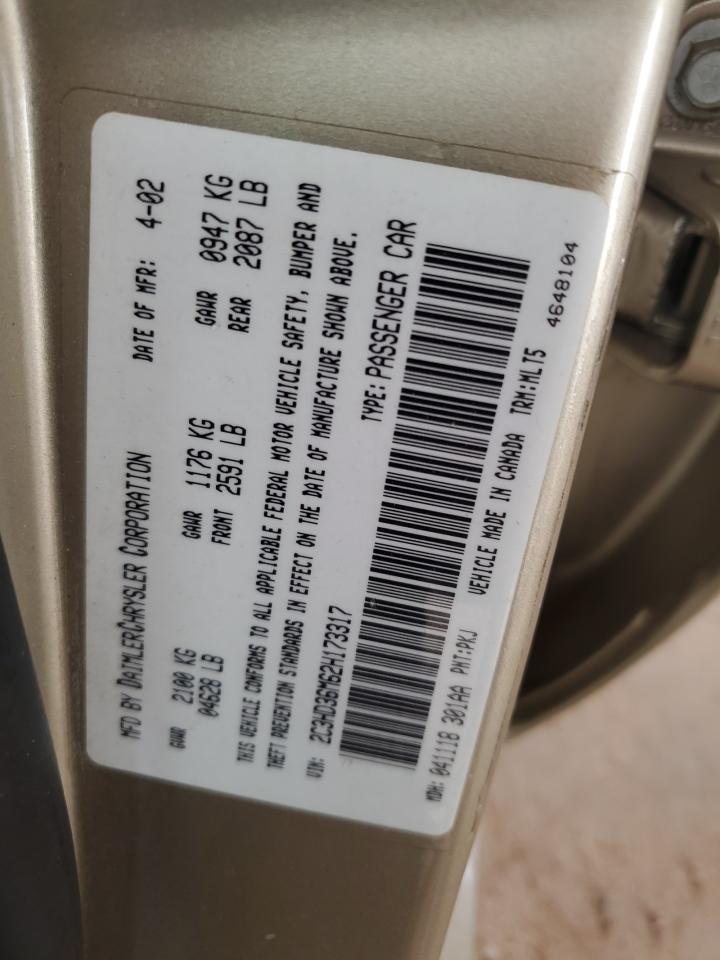 MFD BY DAIMLERCHRYSLER CORPORATION DATE OF MFR: 4-02
GVWR 2100 KG 04628 LB GAWR FRONT 1176 KG 2591 LB GAWR REAR 0947 KG 2087 LB
THIS VEHICLE CONFORMS TO ALL APPLICABLE FEDERAL MOTOR VEHICLE SAFETY, BUMPER AND
THEFT PREVENTION STANDARDS IN EFFECT ON THE DATE OF MANUFACTURE SHOWN ABOVE.
VIN: 2C3HD36M62H173317 TYPE: PASSENGER CAR
MDH: 041118 301AA PNT:PKJ VEHICLE MADE IN CANADA TRM:MLT5
4648104